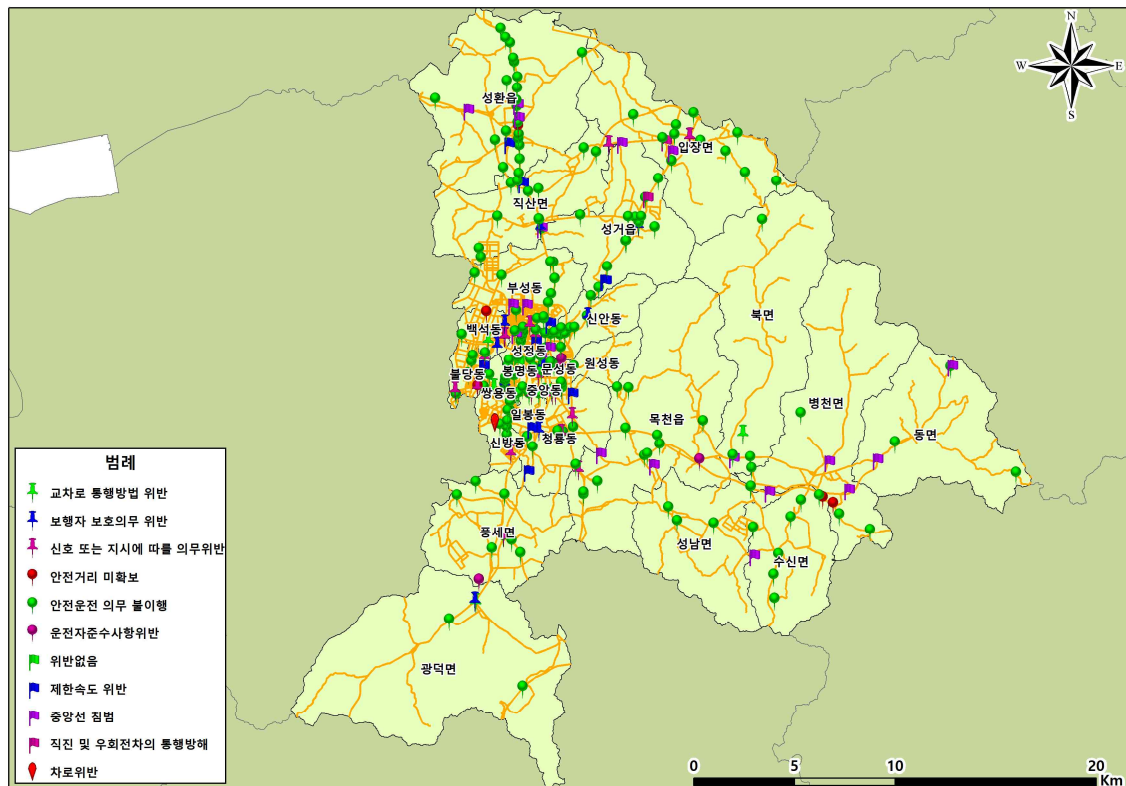 N
W E
S
성환읍
입장면
직산면
성거읍
부성동
신안동
북면
백석동
성정동
원성동
불당동
봉명동
문성동
쌍용동
중앙동
병천면
목천읍
일봉동
동면
신방동
청룡동
풍세면
성남면
수신면
광덕면
범례
교차로 통행방법 위반
보행자 보호의무 위반
신호 또는 지시에 따를 의무위반
안전거리 미확보
안전운전 의무 불이행
운전자준수사항위반
위반없음
제한속도 위반
중앙선 침범
직진 및 우회전차의 통행방해
차로위반
0 5 10 20
Km